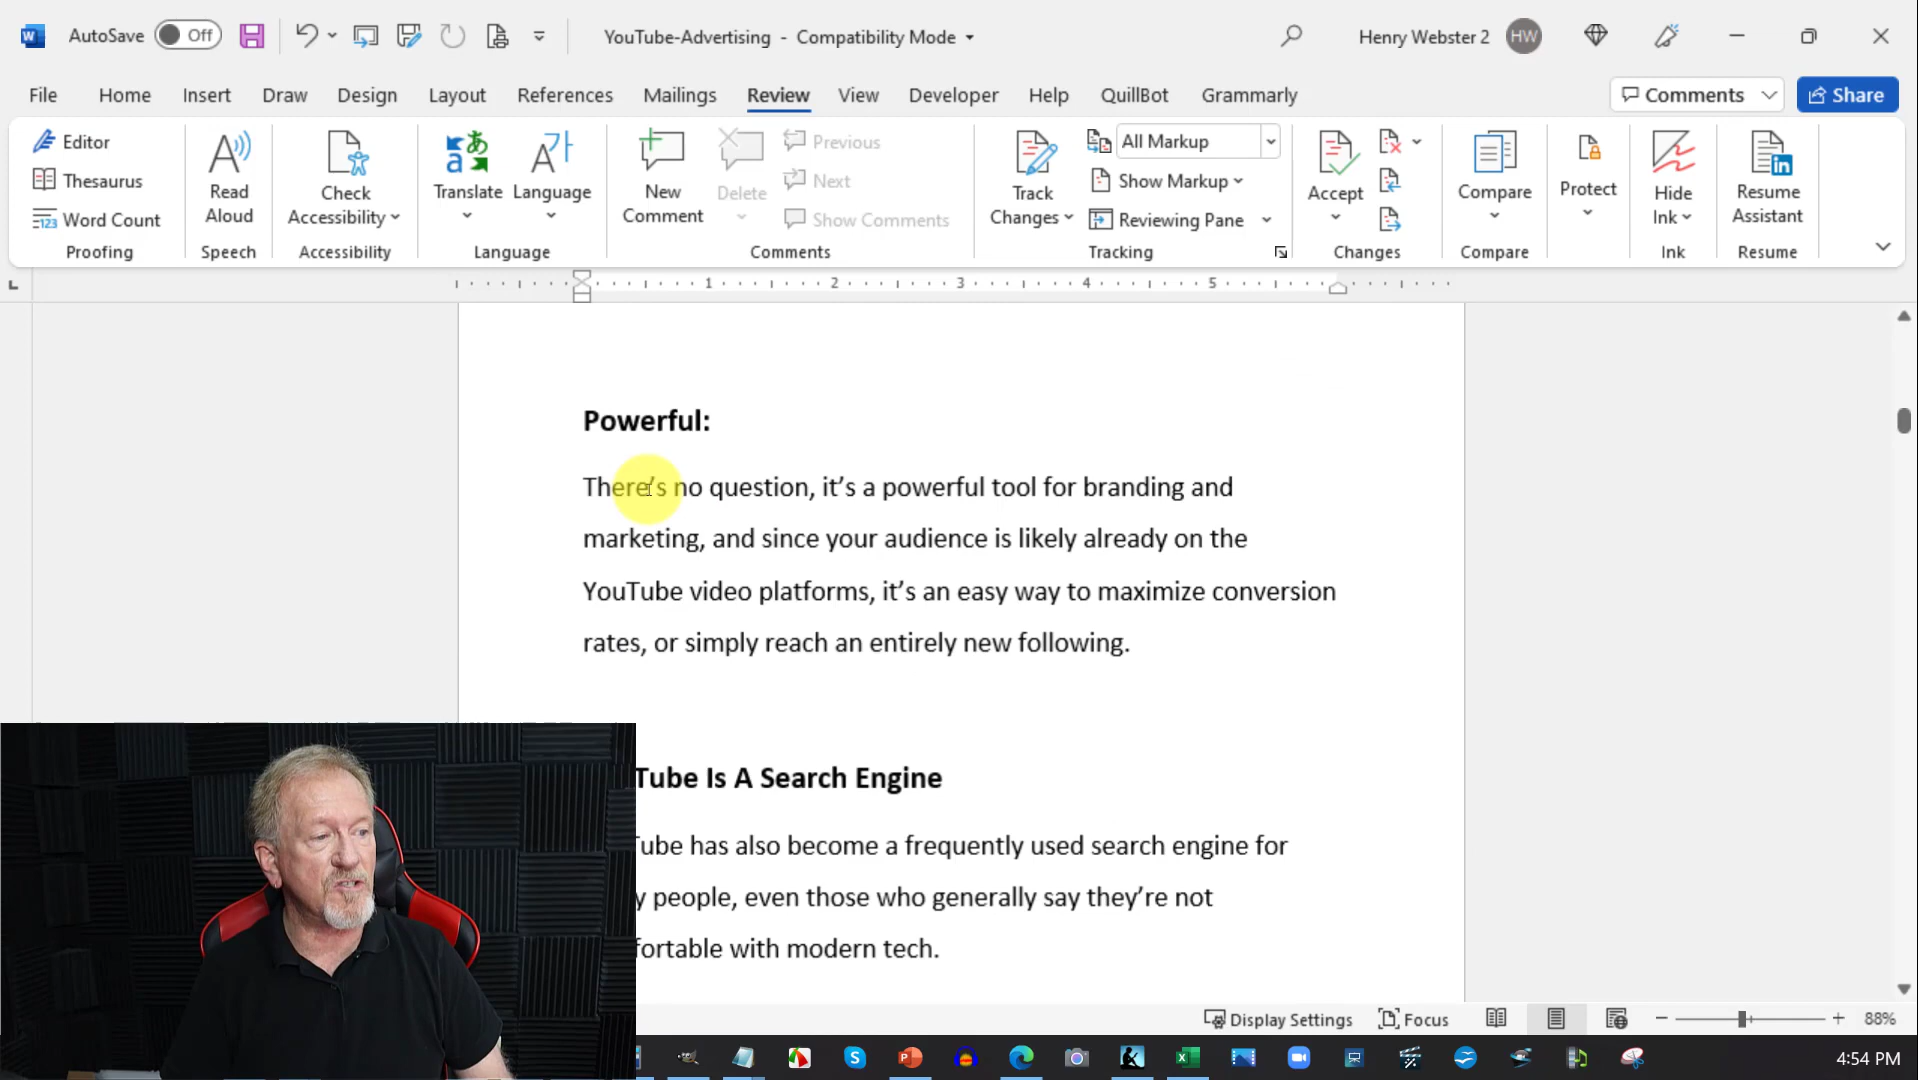 AutoSave Off YouTube-Advertising - Compatibility Mode Henry Webster 2 HW
File Home Insert Draw Design Layout References Mailings Review View Developer Help QuillBot Grammarly Comments Share
Editor
Thesaurus
Word Count
Proofing
Read
Aloud
Speech
Check
Accessibility
Accessibility
Translate
Language
Language
New
Comment
Delete
Previous
Next
Show Comments
Comments
Track
Changes
All Markup
Show Markup
Reviewing Pane
Tracking
Accept
Changes
Compare
Compare
Protect
Hide
Ink
Ink
Resume
Assistant
Resume
1 2 3 4 5
Powerful:
There’s no question, it’s a powerful tool for branding and
marketing, and since your audience is likely already on the
YouTube video platforms, it’s an easy way to maximize conversion
rates, or simply reach an entirely new following.
Tube Is A Search Engine
Tube has also become a frequently used search engine for
y people, even those who generally say they’re not
fortable with modern tech.
Display Settings Focus 88%
4:54 PM